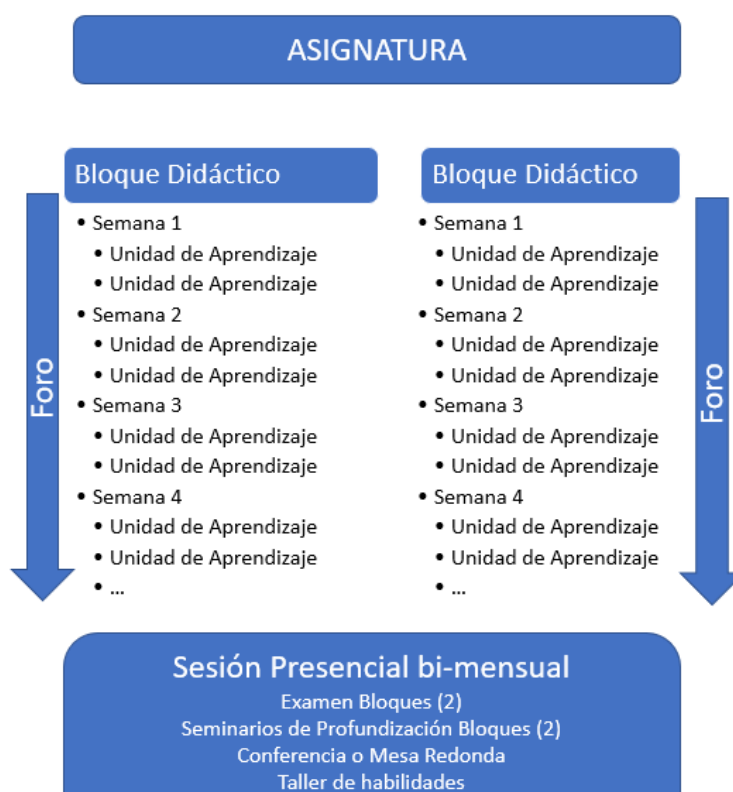 ASIGNATURA
Bloque Didáctico
• Semana 1
• Unidad de Aprendizaje
• Unidad de Aprendizaje
• Semana 2
• Unidad de Aprendizaje
• Unidad de Aprendizaje
• Semana 3
• Unidad de Aprendizaje
• Unidad de Aprendizaje
• Semana 4
• Unidad de Aprendizaje
• Unidad de Aprendizaje
• ...
Foro
Bloque Didáctico
• Semana 1
• Unidad de Aprendizaje
• Unidad de Aprendizaje
• Semana 2
• Unidad de Aprendizaje
• Unidad de Aprendizaje
• Semana 3
• Unidad de Aprendizaje
• Unidad de Aprendizaje
• Semana 4
• Unidad de Aprendizaje
• Unidad de Aprendizaje
• ...
Foro
Sesión Presencial bi-mensual
Examen Bloques (2)
Seminarios de Profundización Bloques (2)
Conferencia o Mesa Redonda
Taller de habilidades